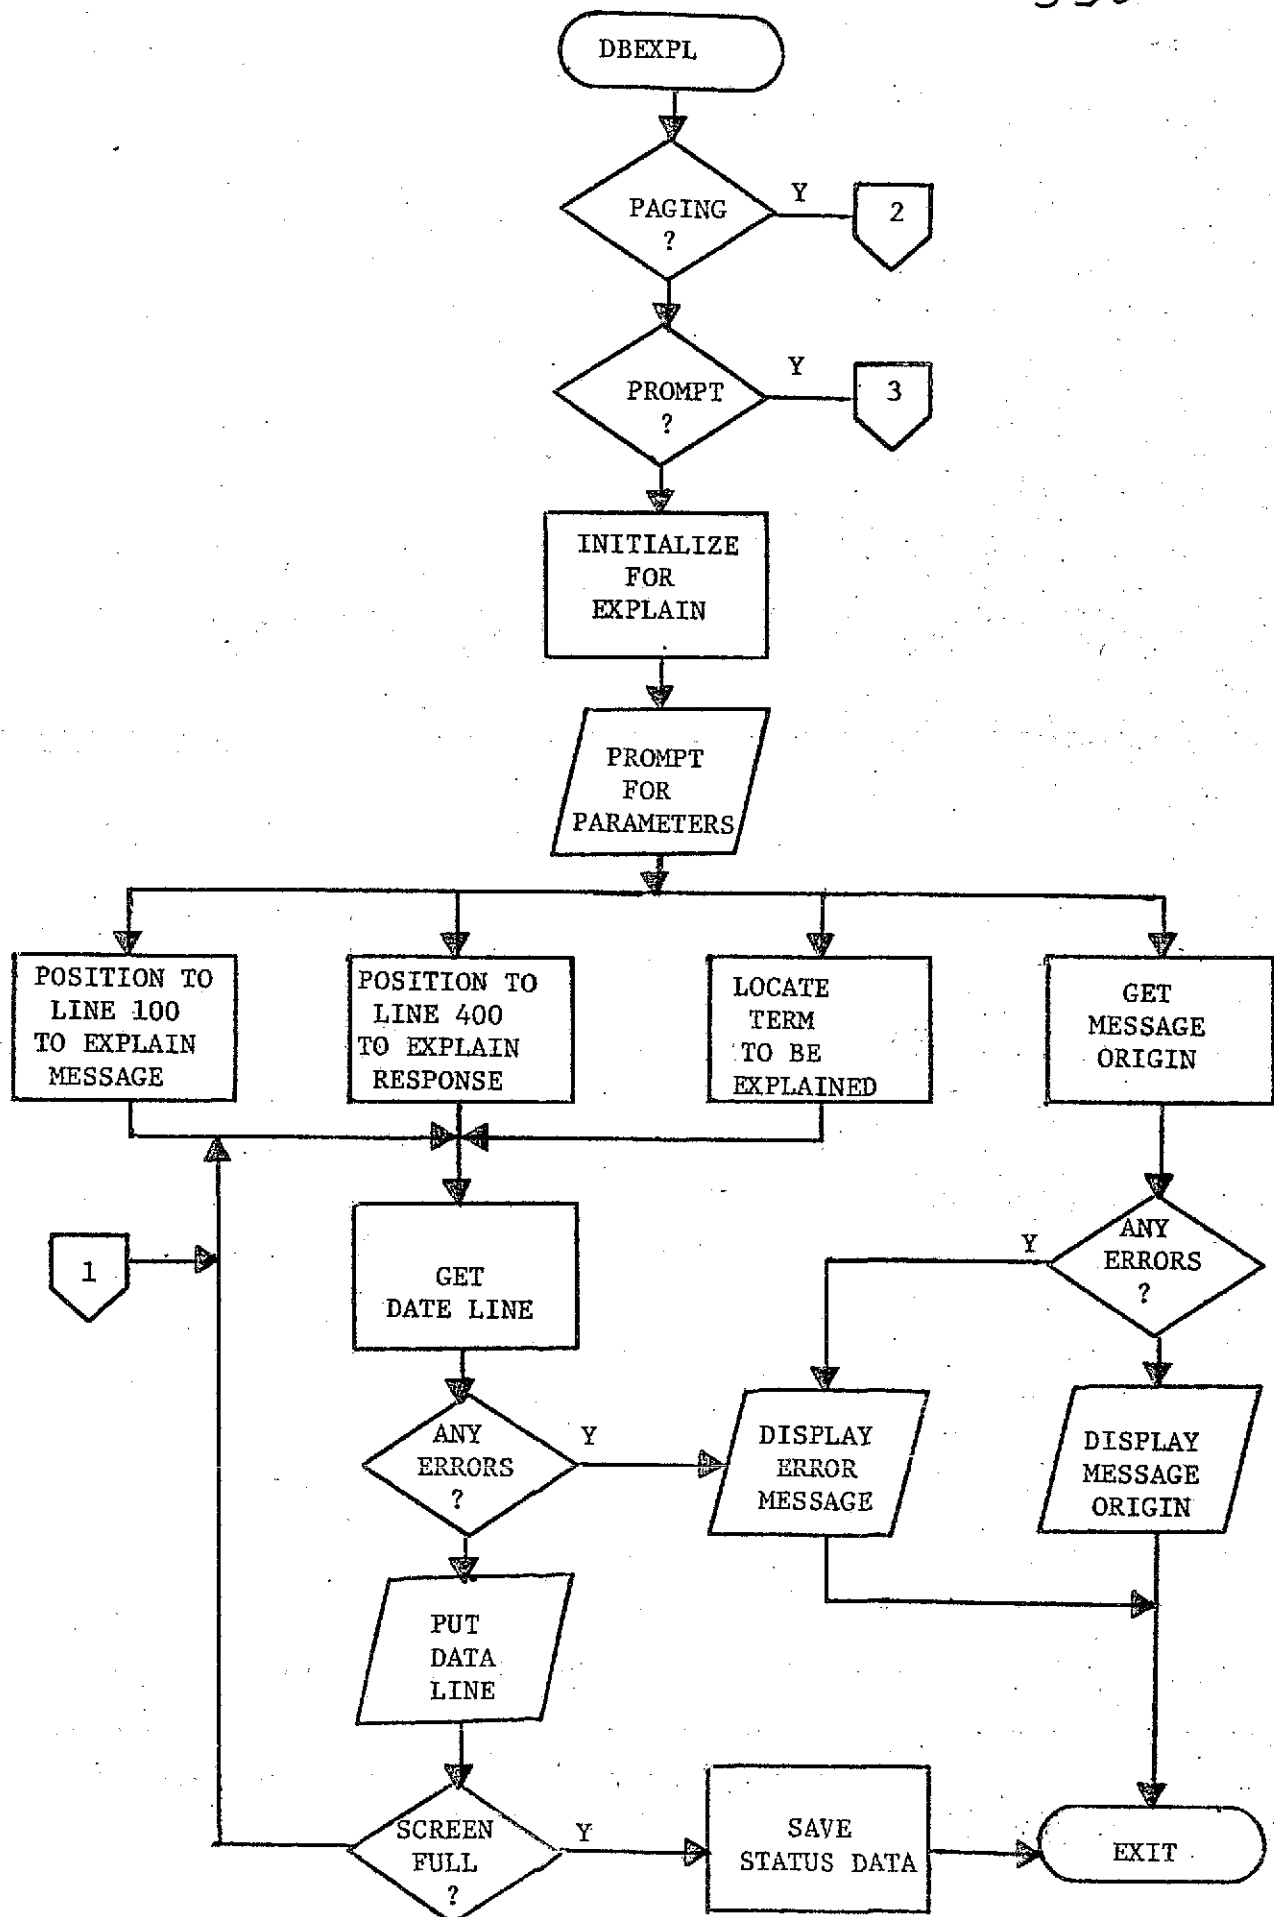 DBEXPL
PAGING
?
Y
2
PROMPT
?
Y
3
INITIALIZE
FOR
EXPLAIN
PROMPT
FOR
PARAMETERS
POSITION TO
LINE 100
TO EXPLAIN
MESSAGE
POSITION TO
LINE 400
TO EXPLAIN
RESPONSE
LOCATE
TERM
TO BE
EXPLAINED
GET
MESSAGE
ORIGIN
1
GET
DATE LINE
Y
ANY
ERRORS
?
ANY
ERRORS
?
Y
DISPLAY
ERROR
MESSAGE
DISPLAY
MESSAGE
ORIGIN
PUT
DATA
LINE
SCREEN
FULL
?
Y
SAVE
STATUS DATA
EXIT